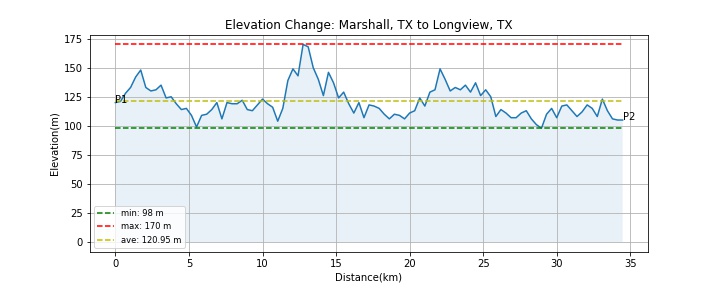 Elevation Change: Marshall, TX to Longview, TX
Elevation(m)
175
150
125
100
75
50
25
0
P1
P2
min: 98 m
max: 170 m
ave: 120.95 m
0 5 10 15 20 25 30 35
Distance(km)